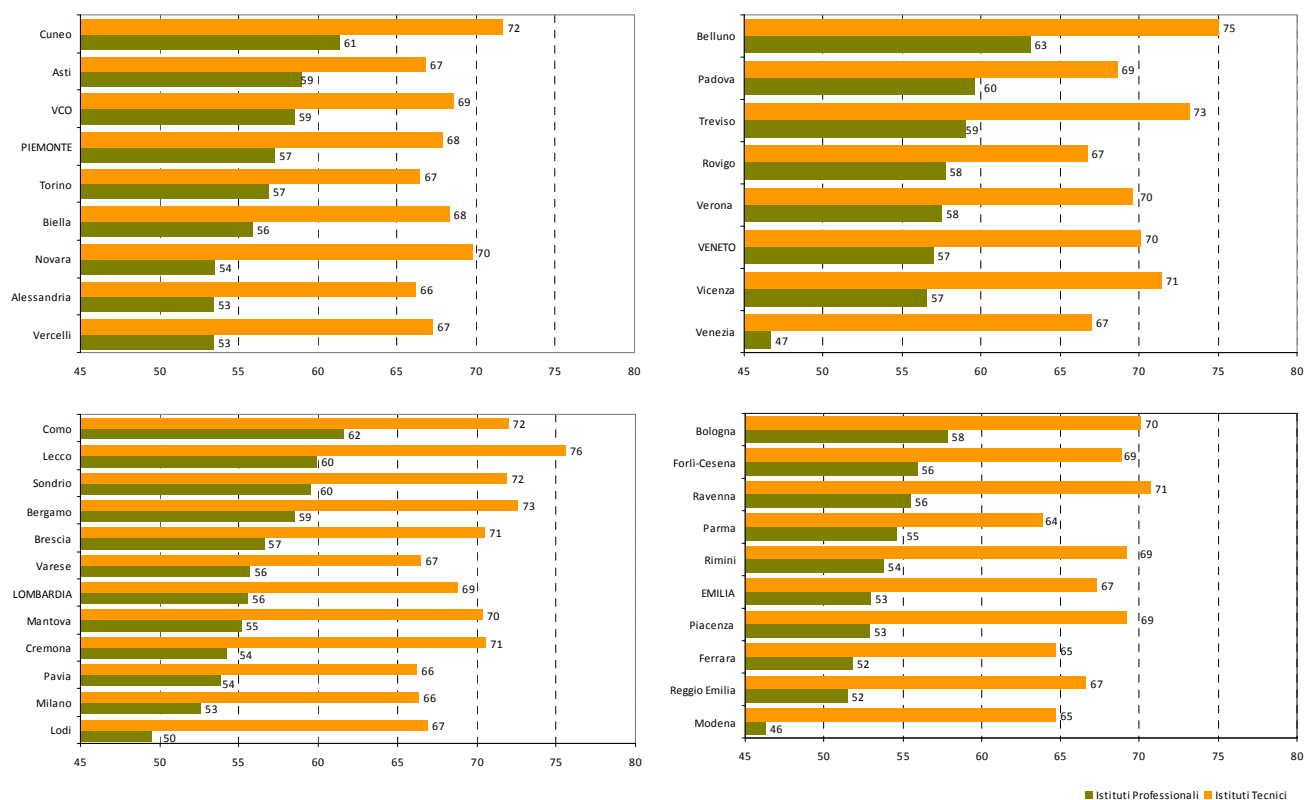 Cuneo 72
61
Asti 67
59
VCO 69
59
PIEMONTE 68
57
Torino 67
57
Biella 68
56
Novara 70
54
Alessandria 66
53
Vercelli 67
53
45 50 55 60 65 70 75 80
Belluno 75
63
Padova 69
60
Treviso 73
59
Rovigo 67
58
Verona 70
58
VENETO 70
57
Vicenza 71
57
Venezia 67
47
45 50 55 60 65 70 75 80
Como 72
62
Lecco 76
60
Sondrio 72
60
Bergamo 73
59
Brescia 71
57
Varese 67
56
LOMBARDIA 69
56
Mantova 70
55
Cremona 71
54
Pavia 66
54
Milano 66
53
Lodi 67
50
45 50 55 60 65 70 75 80
Bologna 70
58
Forlì-Cesena 69
56
Ravenna 71
56
Parma 64
55
Rimini 69
54
EMILIA 67
53
Piacenza 69
53
Ferrara 65
52
Reggio Emilia 67
52
Modena 65
46
45 50 55 60 65 70 75 80
Istituti Professionali Istituti Tecnici